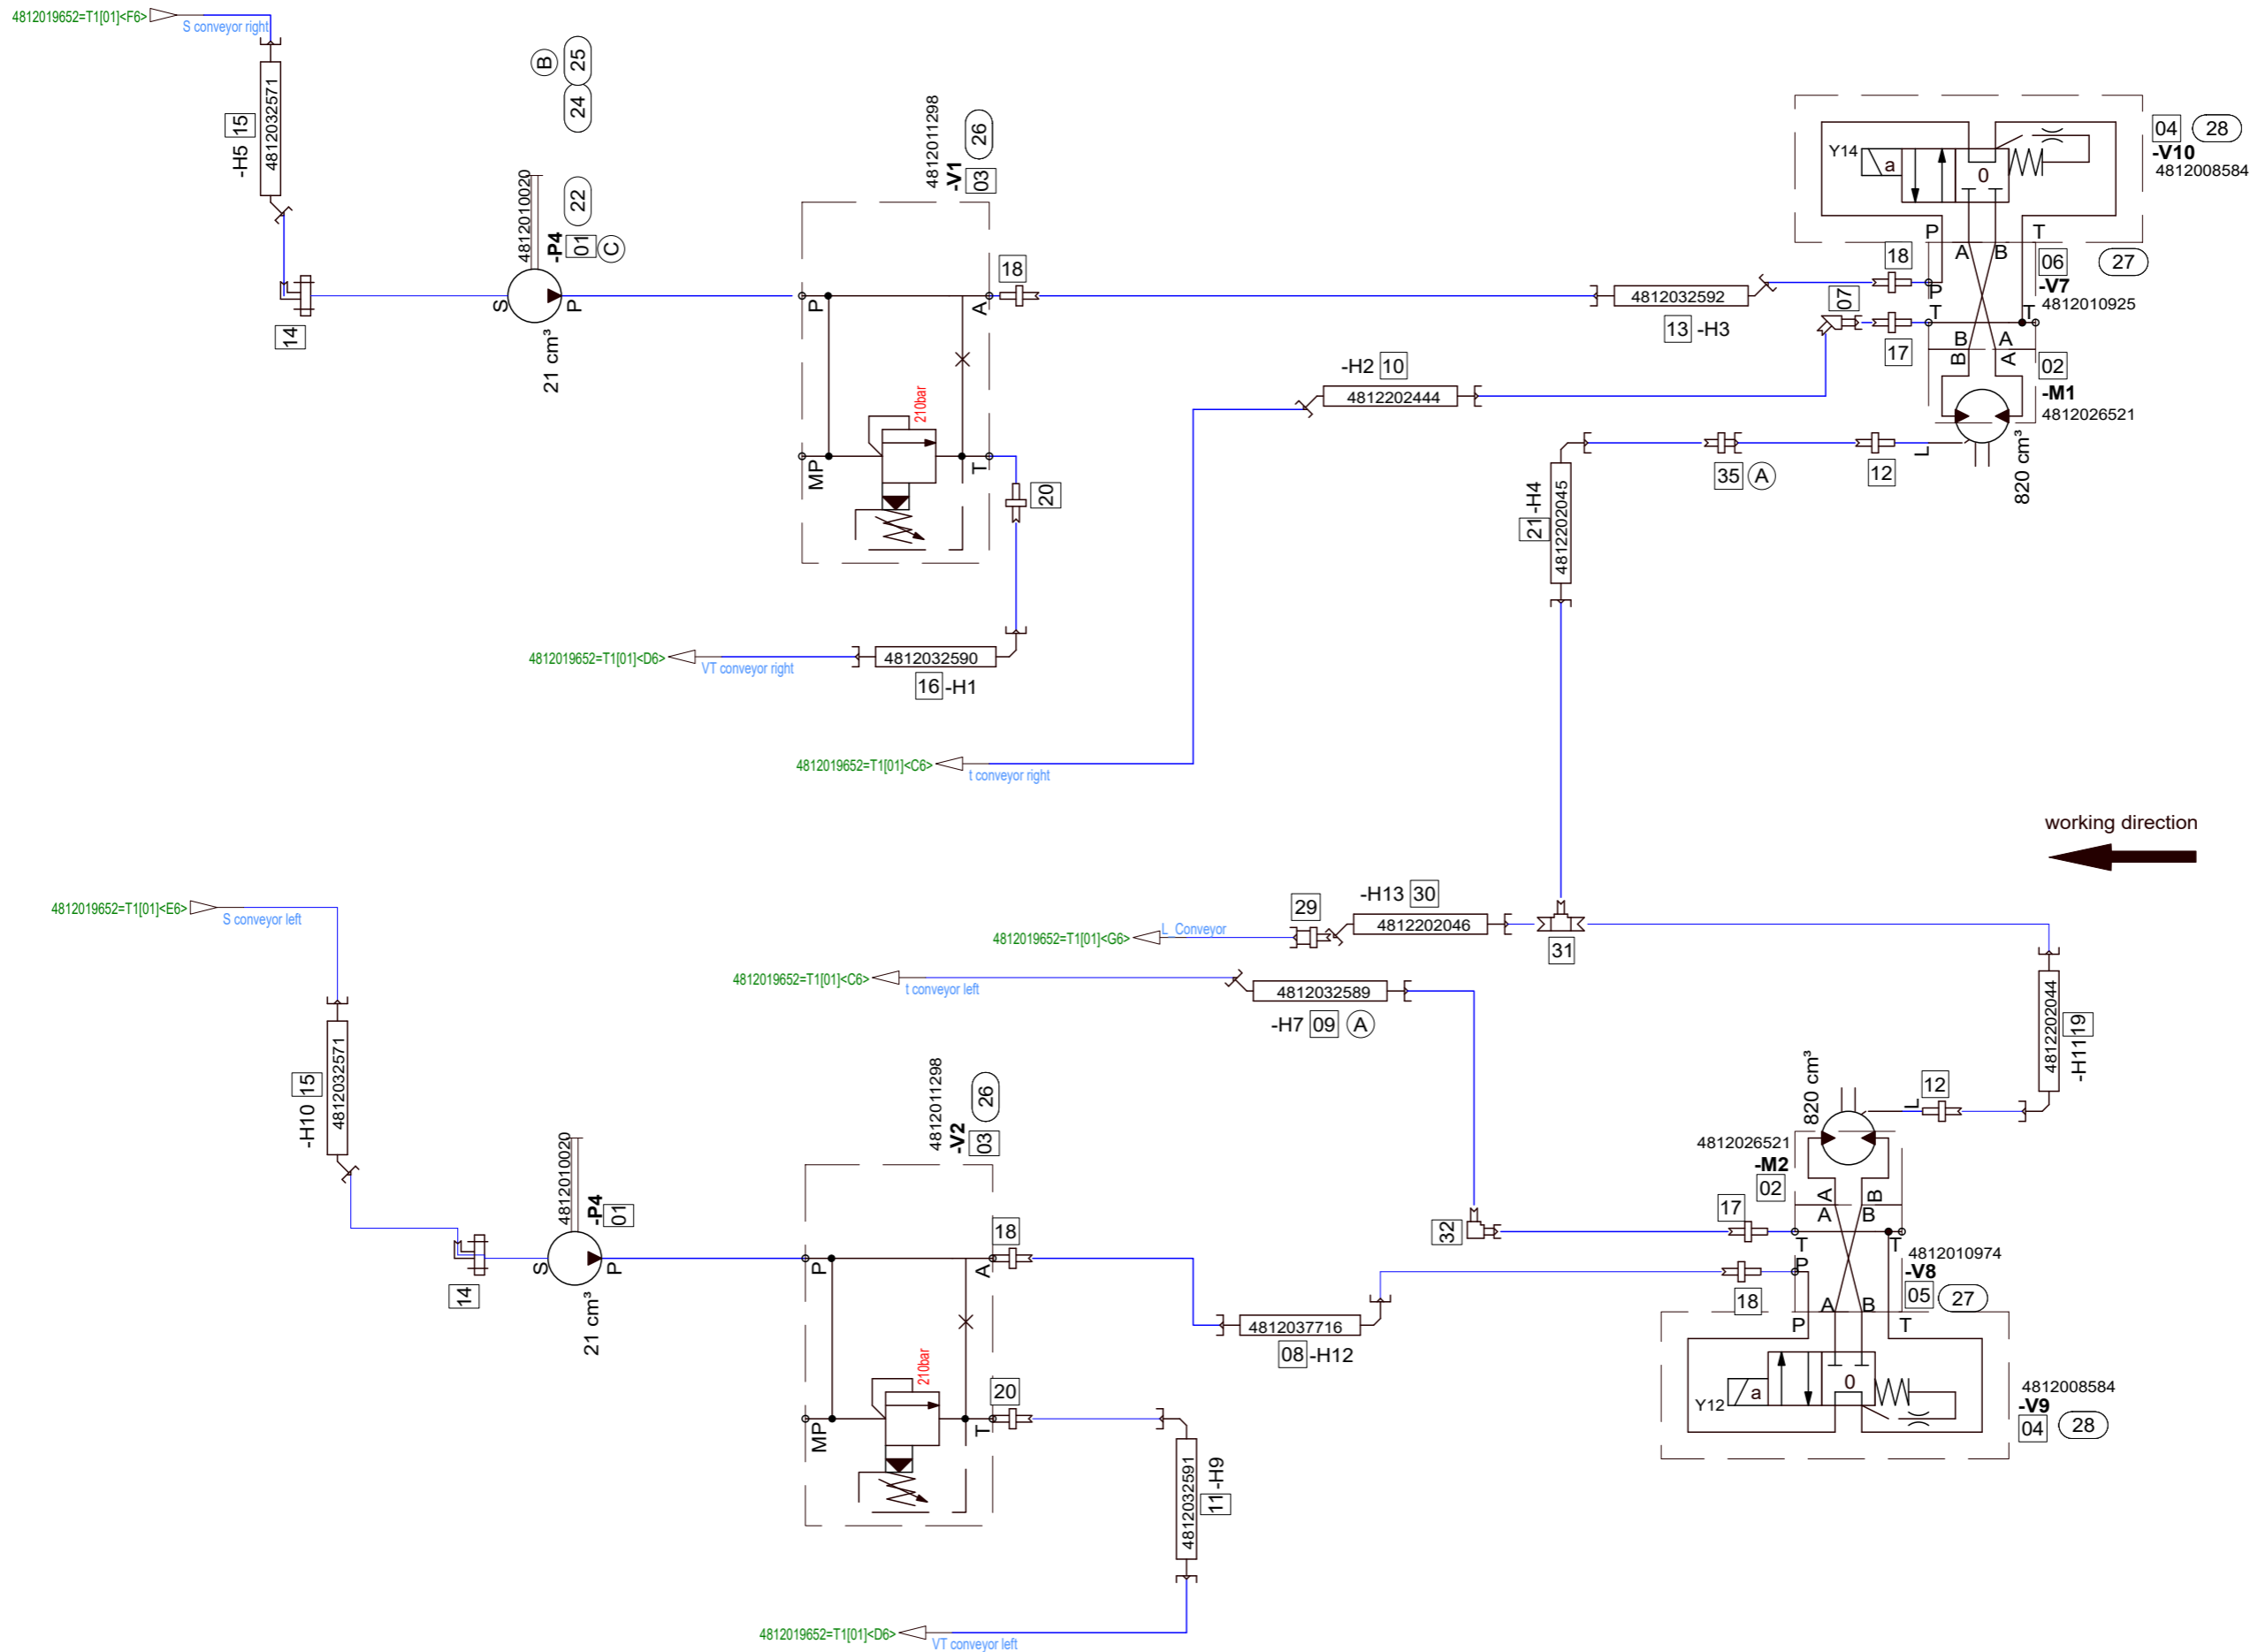 4812019652=T1[01]<F6>
S conveyor right
-H5 15
4812032571
14
B
24 25
4812010020
-P4 22
01 C
S
P
21 cm³
4812011298
-V1 26
03
P
A
MP
T
210bar
18
20
4812032590
16 -H1
4812019652=T1[01]<D6>
VT conveyor right
4812032592
13 -H3
-H2 10
4812202444
4812019652=T1[01]<C6>
t conveyor right
Y14
a
0
04 28
-V10
4812008584
P
A
B
T
18
06 27
-V7
4812010925
07
P
T
T
17
B
A
B
A
02
-M1
4812026521
820 cm³
L
12
35 A
21 -H4
4812202045
working direction
4812019652=T1[01]<E6>
S conveyor left
-H10 15
4812032571
14
4812010020
-P4
01
S
P
21 cm³
4812011298
-V2 26
03
P
A
MP
T
210bar
18
20
4812037716
08 -H12
4812032591
11 -H9
4812019652=T1[01]<D6>
VT conveyor left
4812019652=T1[01]<G6>
L_Conveyor
29
-H13 30
4812202046
31
4812019652=T1[01]<C6>
t conveyor left
4812032589
-H7 09 A
4812202044
-H11 19
820 cm³
L
12
4812026521
-M2
02
A
B
A
B
17
32
T
T
P
18
4812010974
-V8
05 27
A
B
P
T
Y12
a
0
4812008584
-V9
04 28